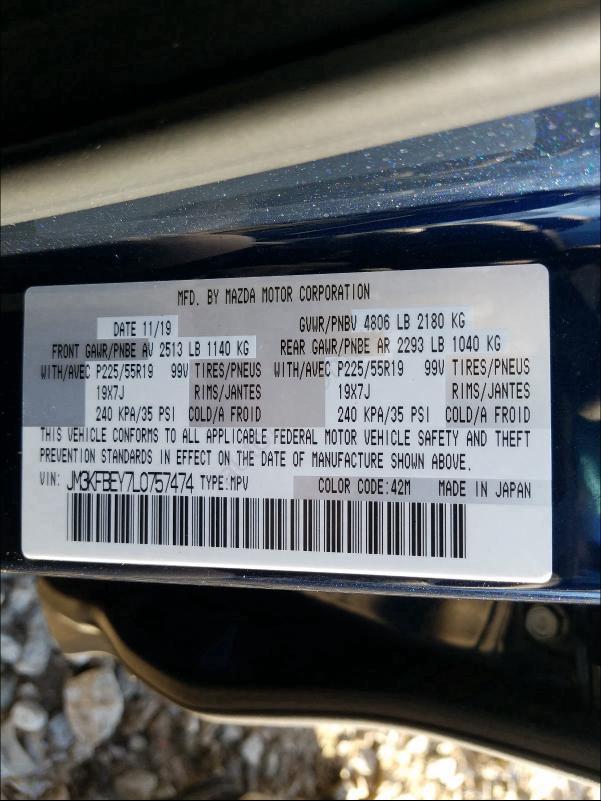 MFD. BY MAZDA MOTOR CORPORATION
DATE 11/19 GVWR/PNBV 4806 LB 2180 KG
FRONT GAWR/PNBE AV 2513 LB 1140 KG REAR GAWR/PNBE AR 2293 LB 1040 KG
WITH/AVEC P225/55R19 99V TIRES/PNEUS WITH/AVEC P225/55R19 99V TIRES/PNEUS
19X7J RIMS/JANTES 19X7J RIMS/JANTES
240 KPA/35 PSI COLD/A FROID 240 KPA/35 PSI COLD/A FROID
THIS VEHICLE CONFORMS TO ALL APPLICABLE FEDERAL MOTOR VEHICLE SAFETY AND THEFT
PREVENTION STANDARDS IN EFFECT ON THE DATE OF MANUFACTURE SHOWN ABOVE.
VIN: JM3KFBEY7L0757474 TYPE:MPV COLOR CODE:42M MADE IN JAPAN